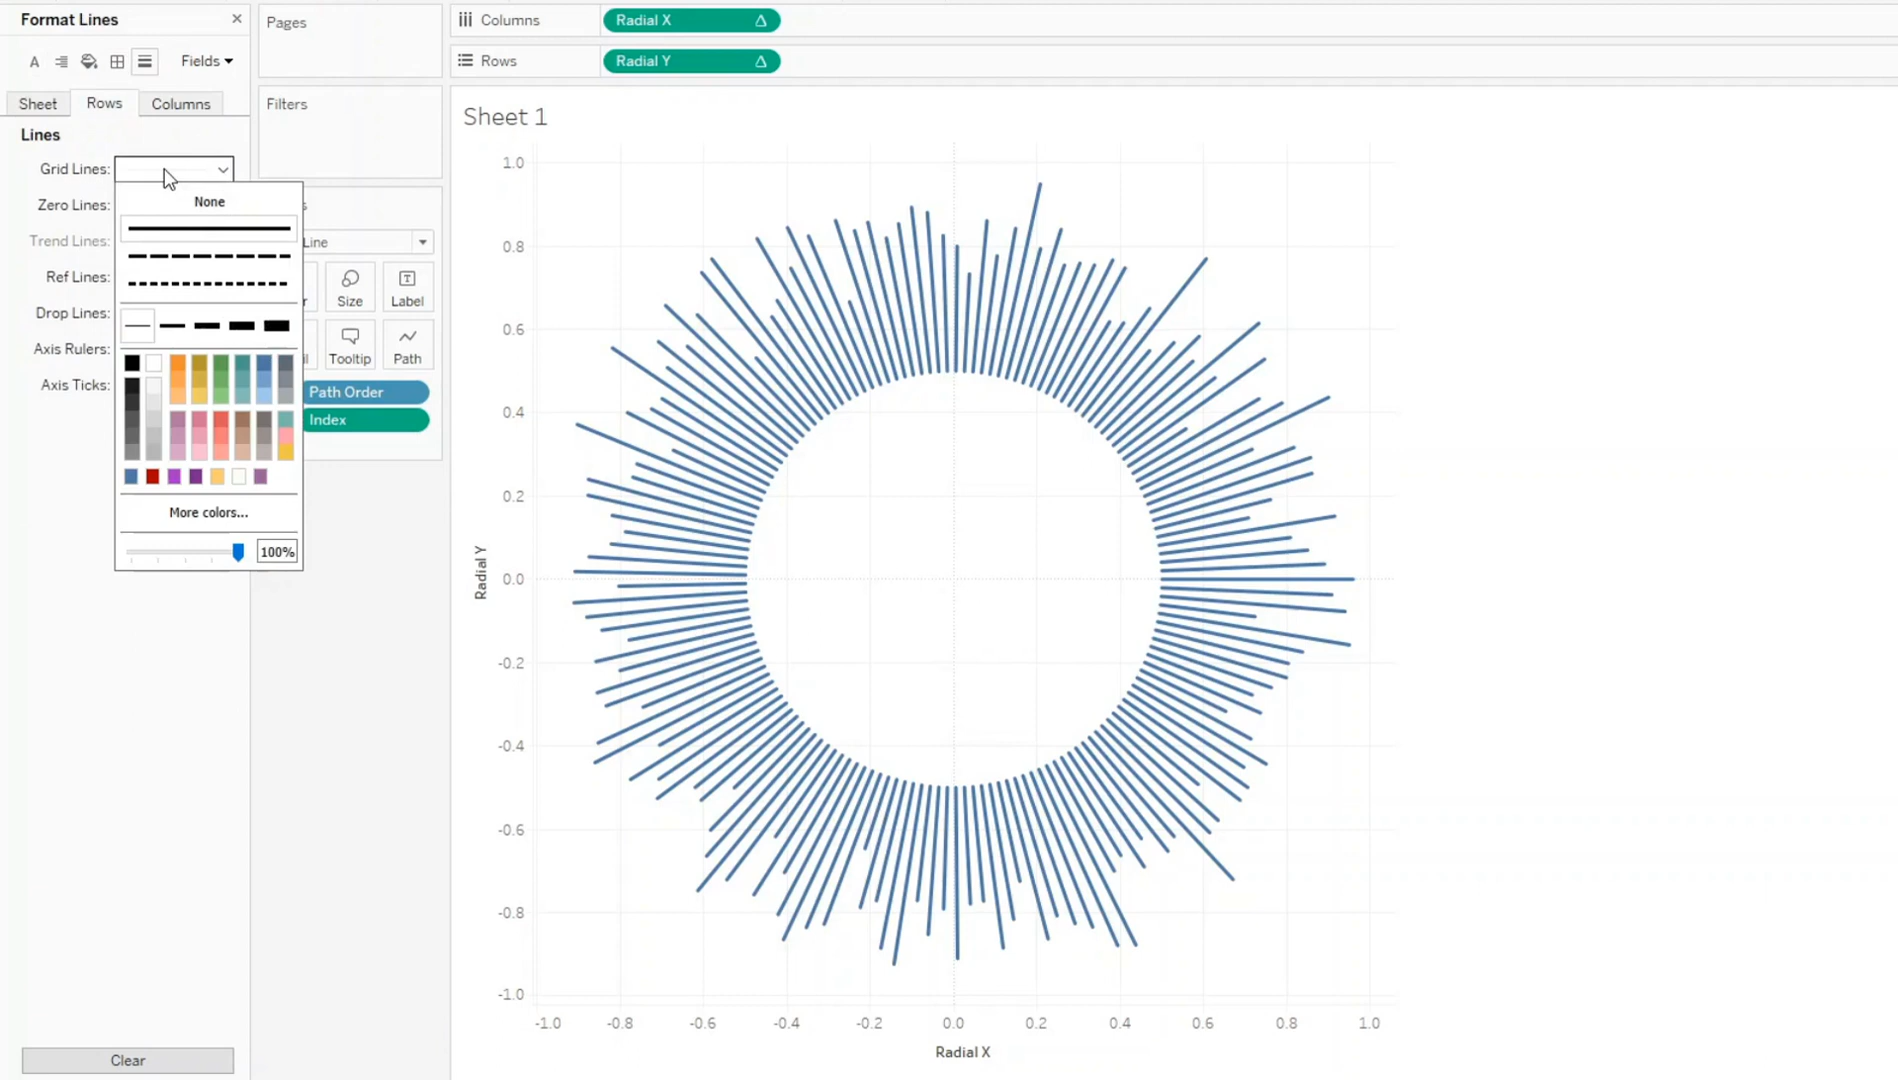 Format Lines
Fields
Sheet
Rows
Columns
Lines
Grid Lines:
Zero Lines:
Trend Lines:
Ref Lines:
Drop Lines:
Axis Rulers:
Axis Ticks:
None
More colors...
100%
Clear
Pages
Filters
Line
Size
Label
Tooltip
Path
Path Order
Index
Columns
Radial X
Rows
Radial Y
Sheet 1
1.0
0.8
0.6
0.4
0.2
0.0
-0.2
-0.4
-0.6
-0.8
-1.0
Radial Y
-1.0 -0.8 -0.6 -0.4 -0.2 0.0 0.2 0.4 0.6 0.8 1.0
Radial X